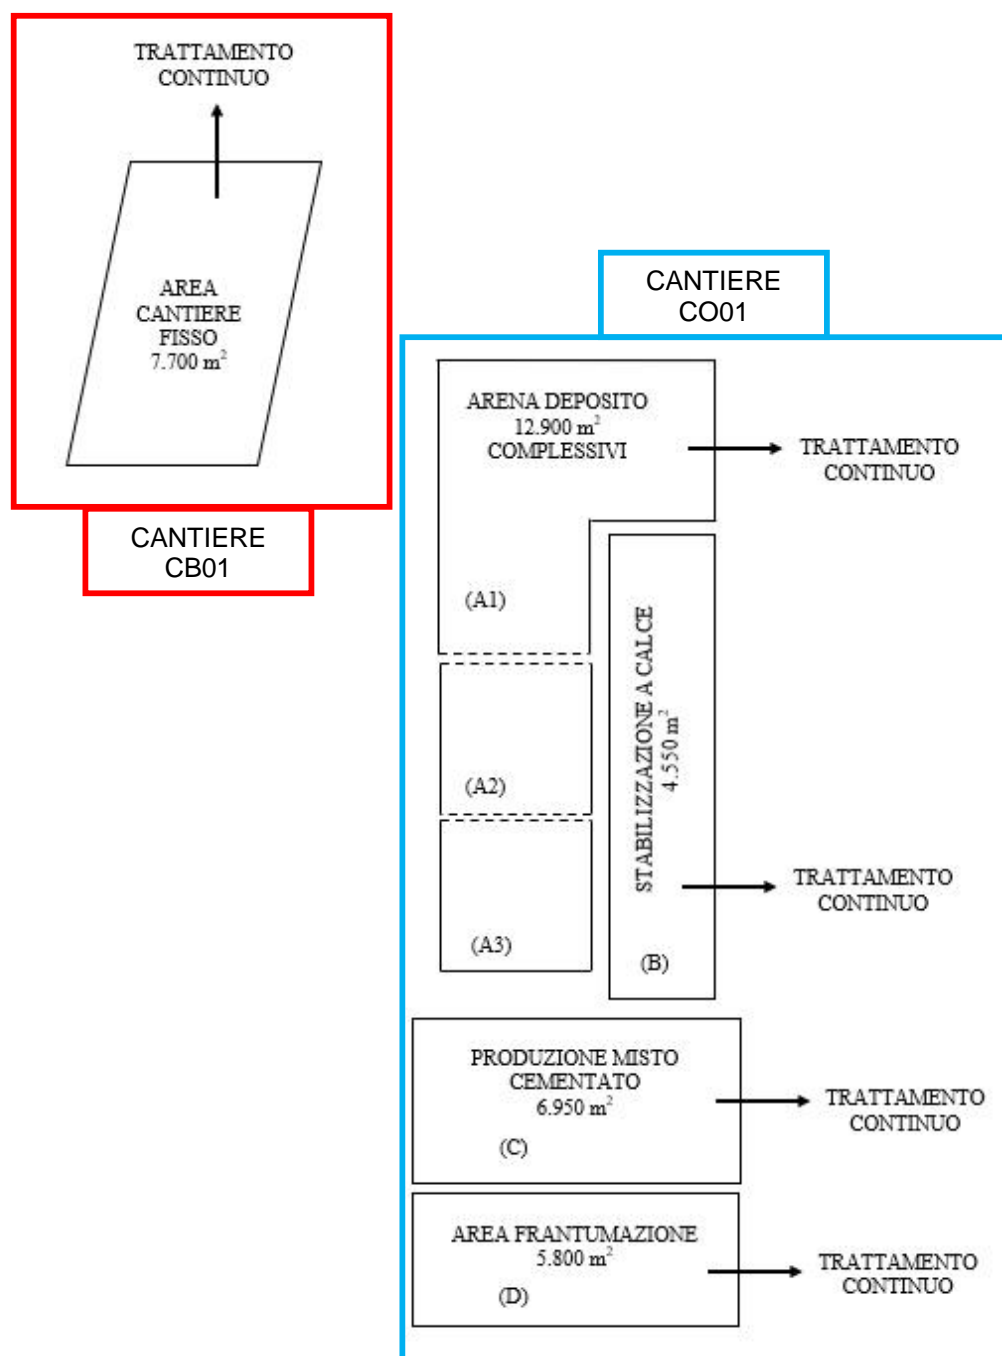 TRATTAMENTO
CONTINUO
AREA
CANTIERE
FISSO
7.700 m²
CANTIERE
CB01
CANTIERE
CO01
ARENA DEPOSITO
12.900 m²
COMPLESSIVI
TRATTAMENTO
CONTINUO
(A1)
(A2)
(A3)
STABILIZZAZIONE A CALCE
4.550 m²
(B)
TRATTAMENTO
CONTINUO
PRODUZIONE MISTO
CEMENTATO
6.950 m²
(C)
TRATTAMENTO
CONTINUO
AREA FRANTUMAZIONE
5.800 m²
(D)
TRATTAMENTO
CONTINUO